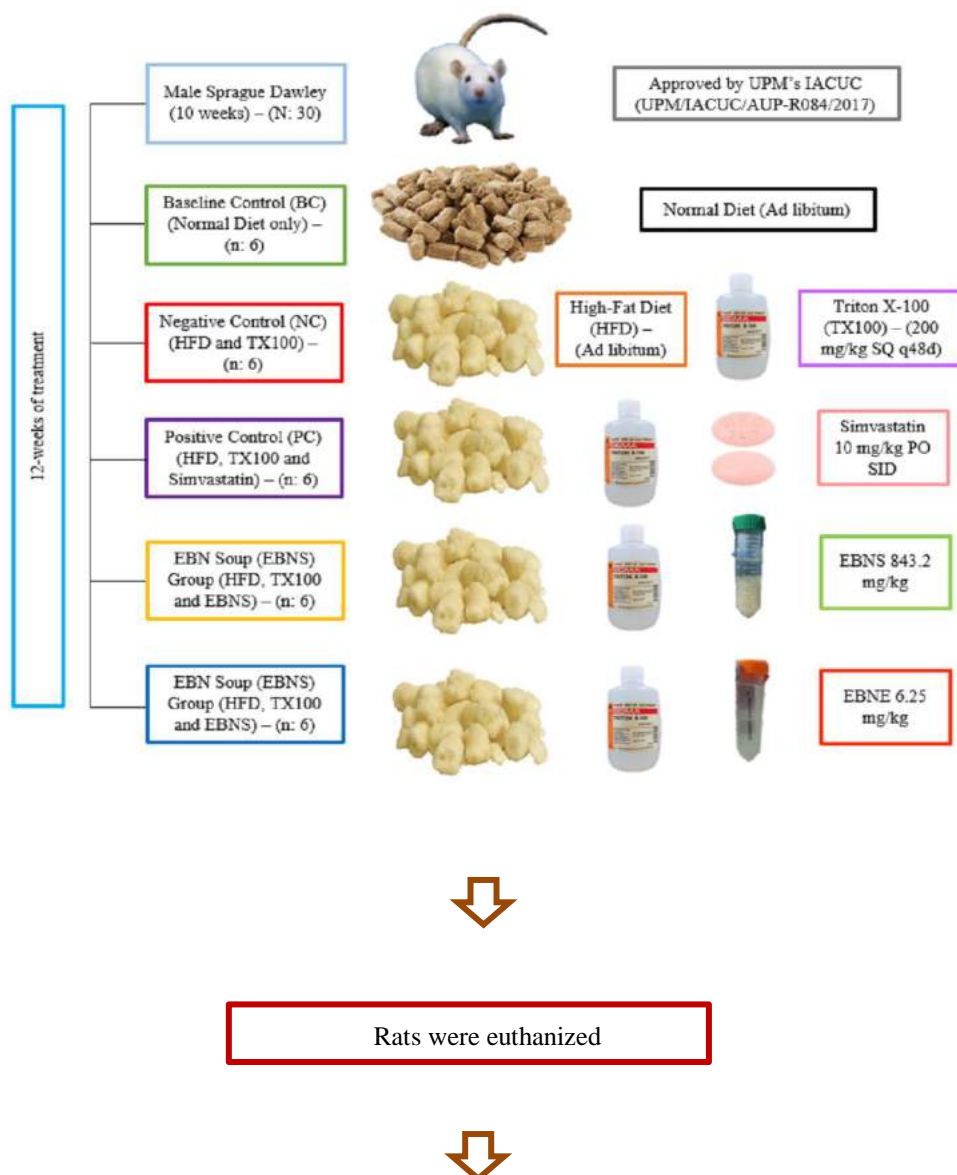 12-weeks of treatment
Male Sprague Dawley
(10 weeks) – (N: 30)
Approved by UPM's IACUC
(UPM/IACUC/AUP-R084/2017)
Baseline Control (BC)
(Normal Diet only) –
(n: 6)
Normal Diet (Ad libitum)
Negative Control (NC)
(HFD and TX100) –
(n: 6)
High-Fat Diet
(HFD) –
(Ad libitum)
Triton X-100
(TX100) – (200
mg/kg SQ q48d)
Positive Control (PC)
(HFD, TX100 and
Simvastatin) – (n: 6)
Simvastatin
10 mg/kg PO
SID
EBN Soup (EBNS)
Group (HFD, TX100
and EBNS) – (n: 6)
EBNS 843.2
mg/kg
EBN Soup (EBNS)
Group (HFD, TX100
and EBNS) – (n: 6)
EBNE 6.25
mg/kg
Rats were euthanized